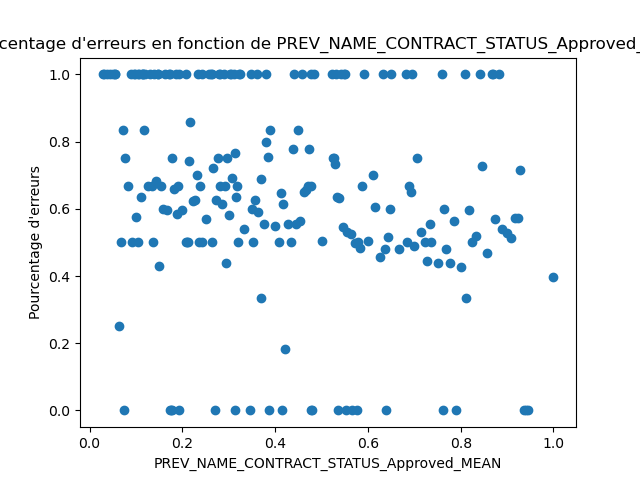 centage d'erreurs en fonction de PREV_NAME_CONTRACT_STATUS_Approved_
1.0
0.8
0.6
0.4
0.2
0.0
Pourcentage d'erreurs
0.0 0.2 0.4 0.6 0.8 1.0
PREV_NAME_CONTRACT_STATUS_Approved_MEAN